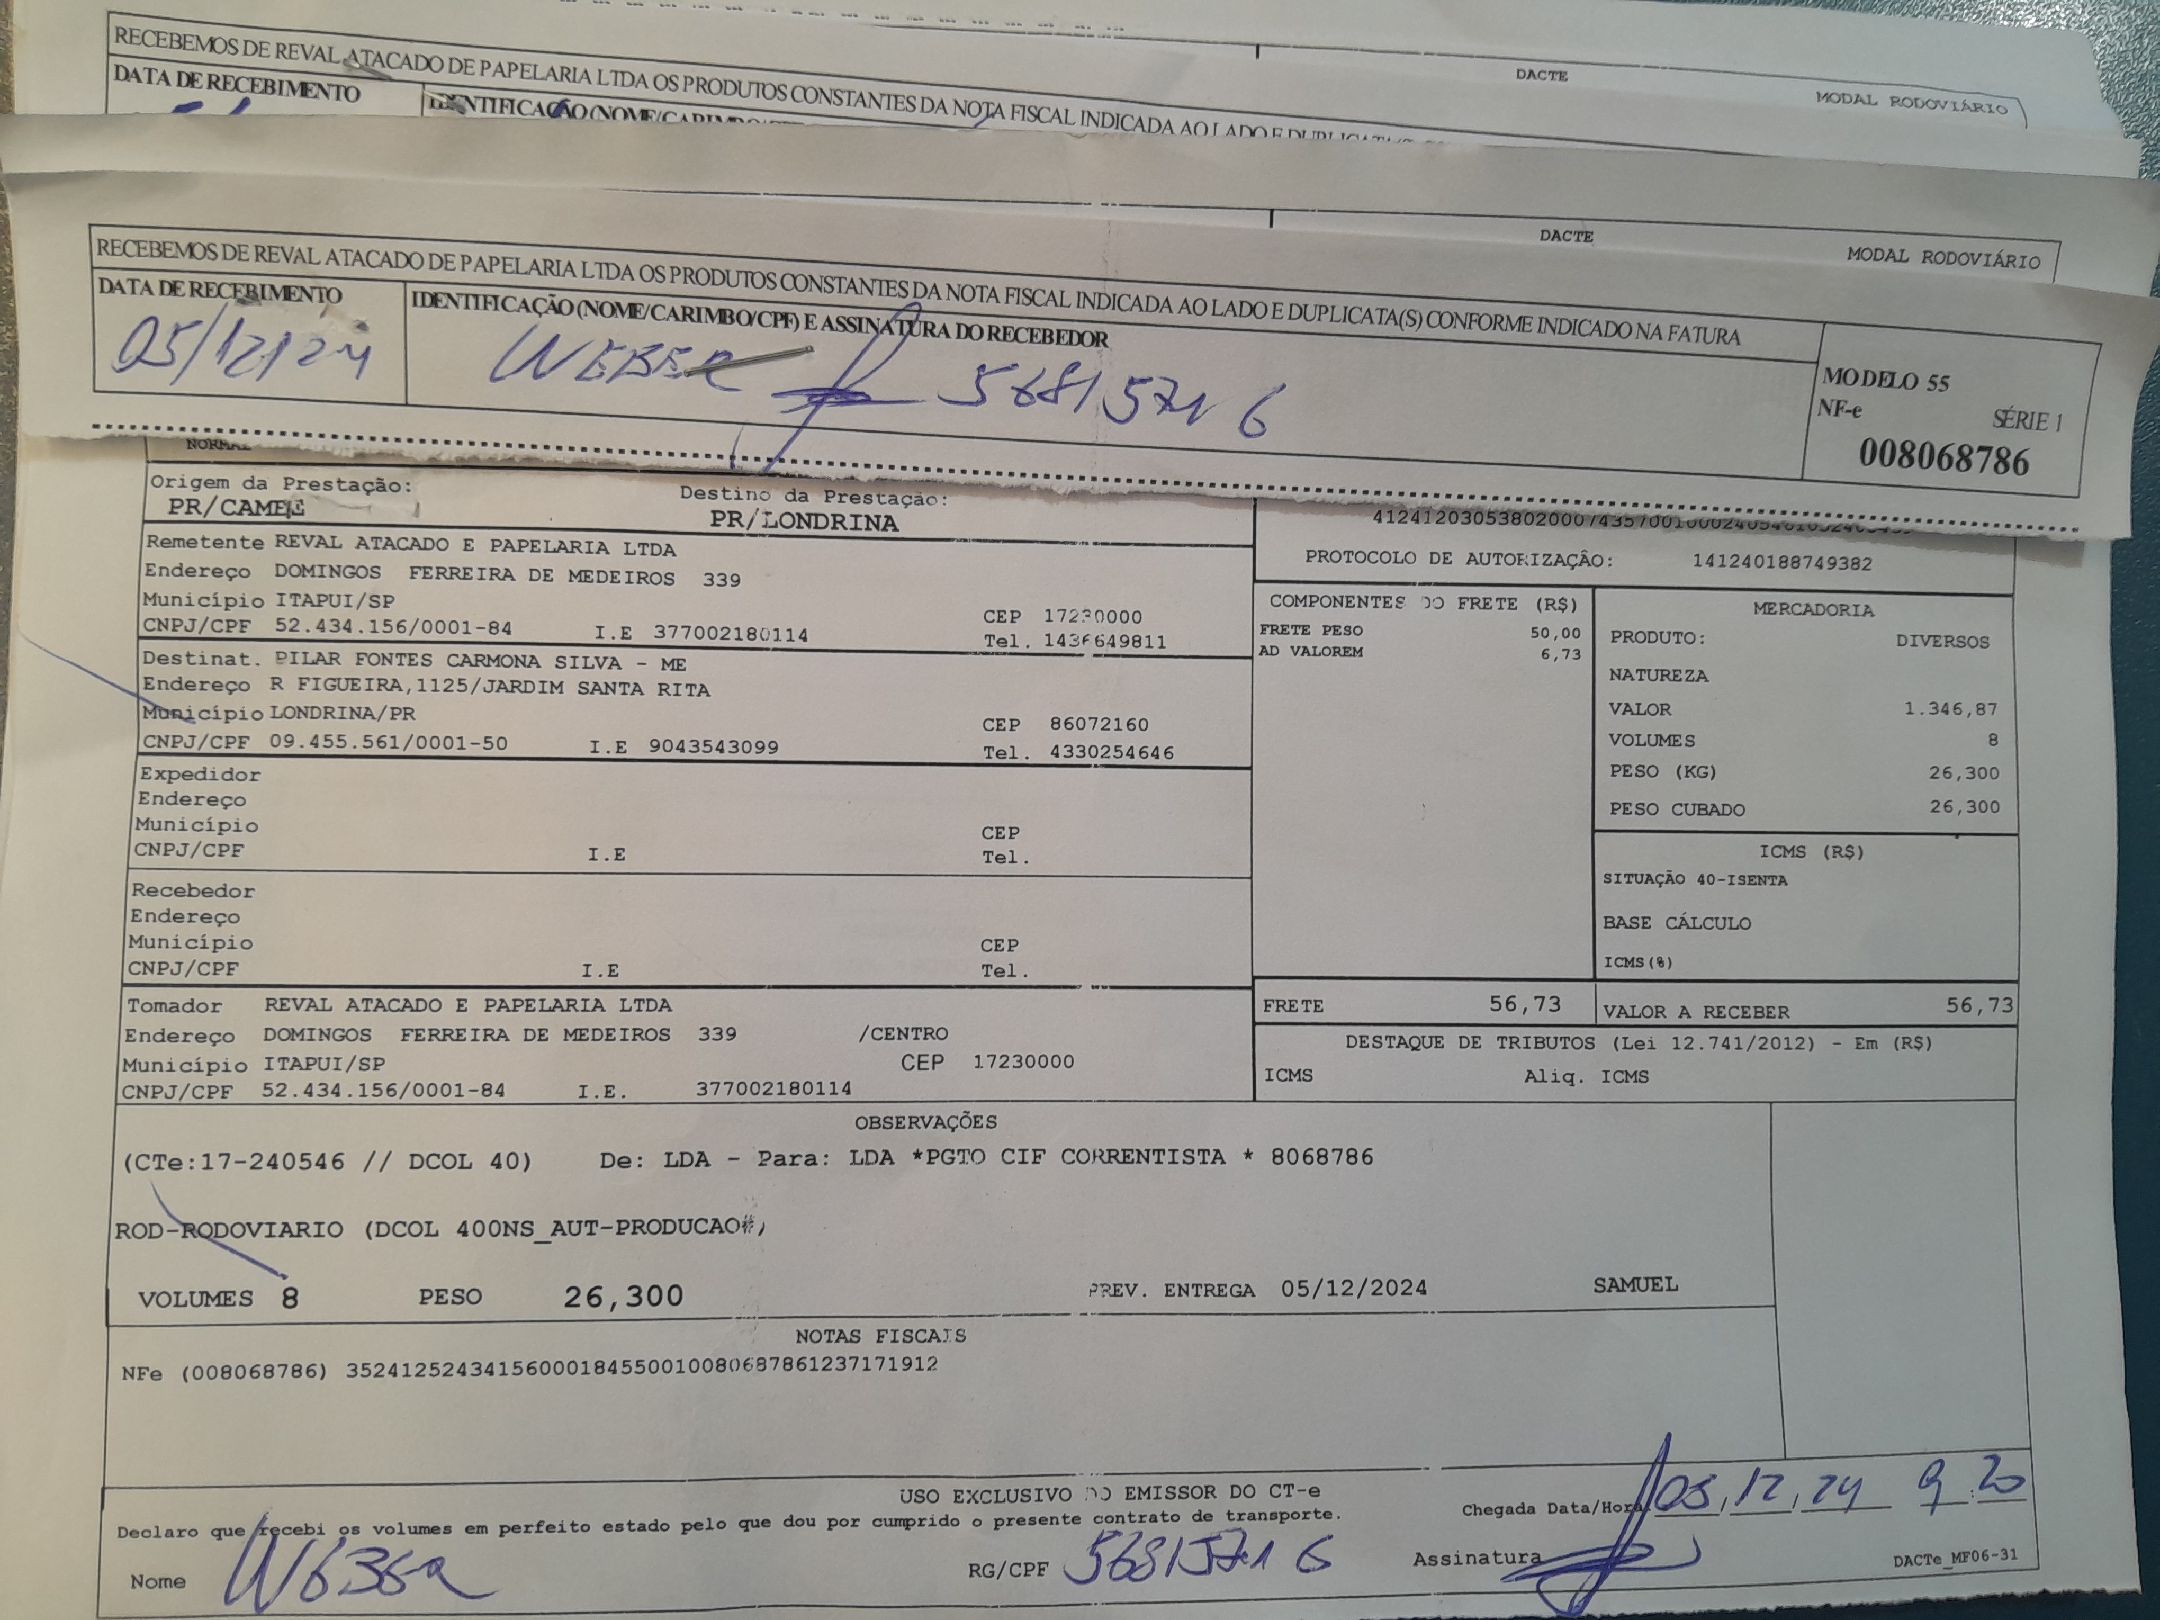 RECEBEMOS DE REVAL ATACADO DE PAPELARIA LTDA OS PRODUTOS CONSTANTES DA NOTA FISCAL INDICADA AO LADO E
DACTE
MODAL RODOVIÁRIO
DATA DE RECEBIMENTO
DACTE
MODAL RODOVIÁRIO
RECEBEMOS DE REVAL ATACADO DE PAPELARIA LTDA OS PRODUTOS CONSTANTES DA NOTA FISCAL INDICADA AO LADO E DUPLICATA(S) CONFORME INDICADO NA FATURA
DATA DE RECEBIMENTO
IDENTIFICAÇÃO (NOME/CARIMBO/CPF) E ASSINATURA DO RECEBEDOR
05/12/24
WEBER
MODELO 55
NF-e SÉRIE 1
008068786
Origem da Prestação: Destino da Prestação:
PR/LONDRINA
Remetente REVAL ATACADO E PAPELARIA LTDA
Endereço DOMINGOS FERREIRA DE MEDEIROS 339
Município ITAPUI/SP CEP 17230000
CNPJ/CPF 52.434.156/0001-84 I.E 377002180114 Tel. 1436649811
Destinat. PILAR FONTES CARMONA SILVA - ME
Endereço R FIGUEIRA,1125/JARDIM SANTA RITA
Município LONDRINA/PR CEP 86072160
CNPJ/CPF 09.455.561/0001-50 I.E 9043543099 Tel. 4330254646
Expedidor
Endereço
Município CEP
CNPJ/CPF I.E Tel.
Recebedor
Endereço
Município CEP
CNPJ/CPF I.E Tel.
Tomador REVAL ATACADO E PAPELARIA LTDA
Endereço DOMINGOS FERREIRA DE MEDEIROS 339 /CENTRO
Município ITAPUI/SP CEP 17230000
CNPJ/CPF 52.434.156/0001-84 I.E. 377002180114
PROTOCOLO DE AUTORIZAÇÂO: 141240188749382
COMPONENTES DO FRETE (R$)
FRETE PESO 50,00
AD VALOREM 6,73
MERCADORIA
PRODUTO: DIVERSOS
NATUREZA
VALOR 1.346,87
VOLUMES 8
PESO (KG) 26,300
PESO CUBADO 26,300
ICMS (R$)
SITUAÇÃO 40-ISENTA
BASE CÁLCULO
ICMS(%)
FRETE 56,73
VALOR A RECEBER 56,73
DESTAQUE DE TRIBUTOS (Lei 12.741/2012) - Em (R$)
ICMS Aliq. ICMS
OBSERVAÇÕES
(CTe:17-240546 // DCOL 40) De: LDA - Para: LDA *PGTO CIF CORRENTISTA * 8068786
ROD-RODOVIARIO (DCOL 400NS_AUT-PRODUCAO#)
VOLUMES 8 PESO 26,300 PREV. ENTREGA 05/12/2024 SAMUEL
NOTAS FISCAIS
NFe (008068786) 35241252434156000184550010080687861237171912
USO EXCLUSIVO DO EMISSOR DO CT-e
Declaro que recebi os volumes em perfeito estado pelo que dou por cumprido o presente contrato de transporte.
Chegada Data/Hora 05,12,24 9:20
Nome Weber RG/CPF Assinatura
DACTe_MF06-31